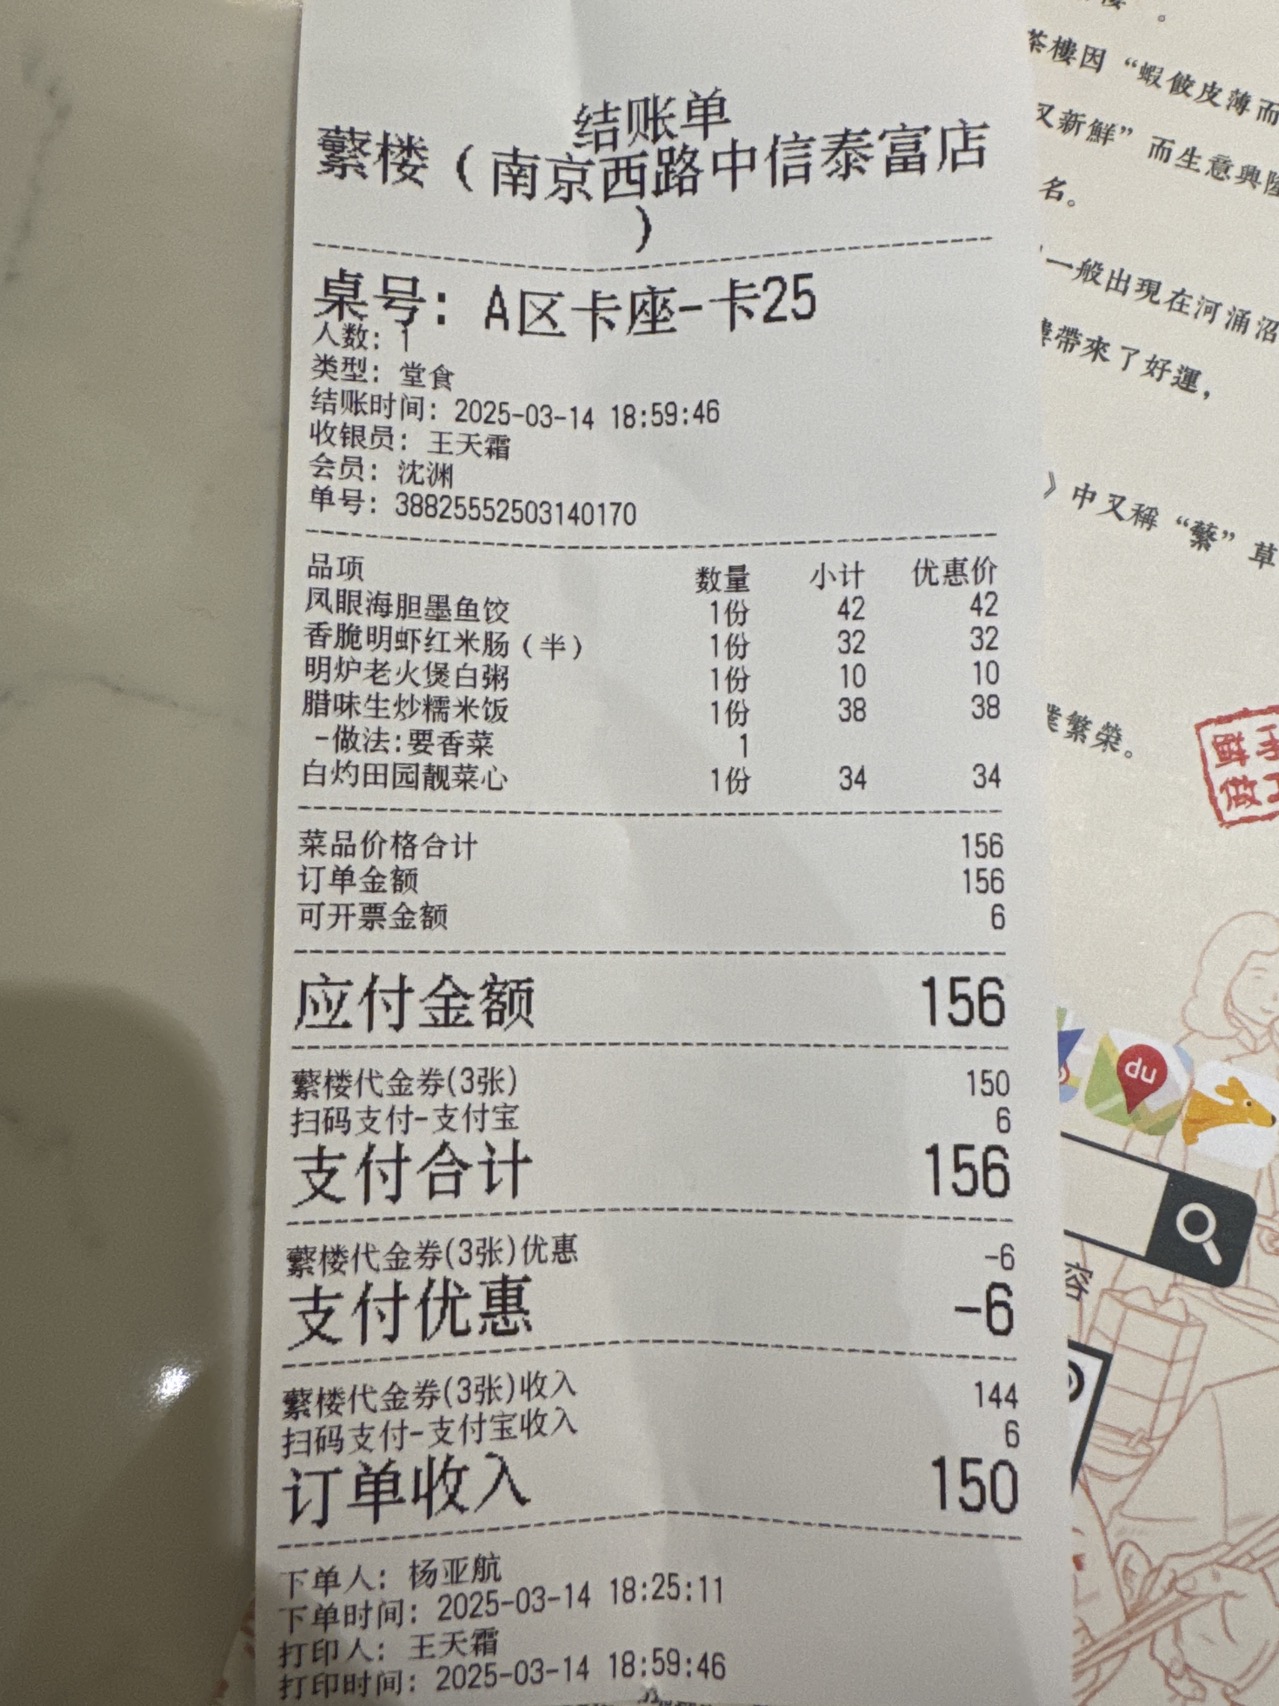 结账单
蘩楼（南京西路中信泰富店
）
桌号：A区卡座-卡25
人数：1
类型：堂食
结账时间：2025-03-14 18:59:46
收银员：王天霜
会员：沈渊
单号：38825552503140170
品项 数量 小计 优惠价
凤眼海胆墨鱼饺 1份 42 42
香脆明虾红米肠（半） 1份 32 32
明炉老火煲白粥 1份 10 10
腊味生炒糯米饭 1份 38 38
-做法:要香菜 1
白灼田园靓菜心 1份 34 34
菜品价格合计 156
订单金额 156
可开票金额 6
应付金额 156
蘩楼代金券(3张) 150
扫码支付-支付宝 6
支付合计 156
蘩楼代金券(3张)优惠 -6
支付优惠 -6
蘩楼代金券(3张)收入 144
扫码支付-支付宝收入 6
订单收入 150
下单人：杨亚航
下单时间：2025-03-14 18:25:11
打印人：王天霜
打印时间：2025-03-14 18:59:46
茶樓因“蝦餃皮薄而
又新鮮”而生意興隆
名。
一般出現在河涌沼
帶來了好運，
》中又稱“蘩”草
繁榮。
du
容